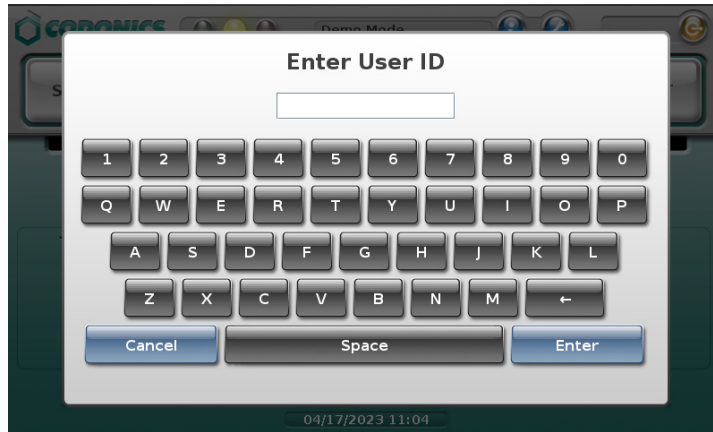 CODONICS
Demo Mode
Enter User ID
1 2 3 4 5 6 7 8 9 0
Q W E R T Y U I O P
A S D F G H J K L
Z X C V B N M ←
Cancel Space Enter
04/17/2023 11:04